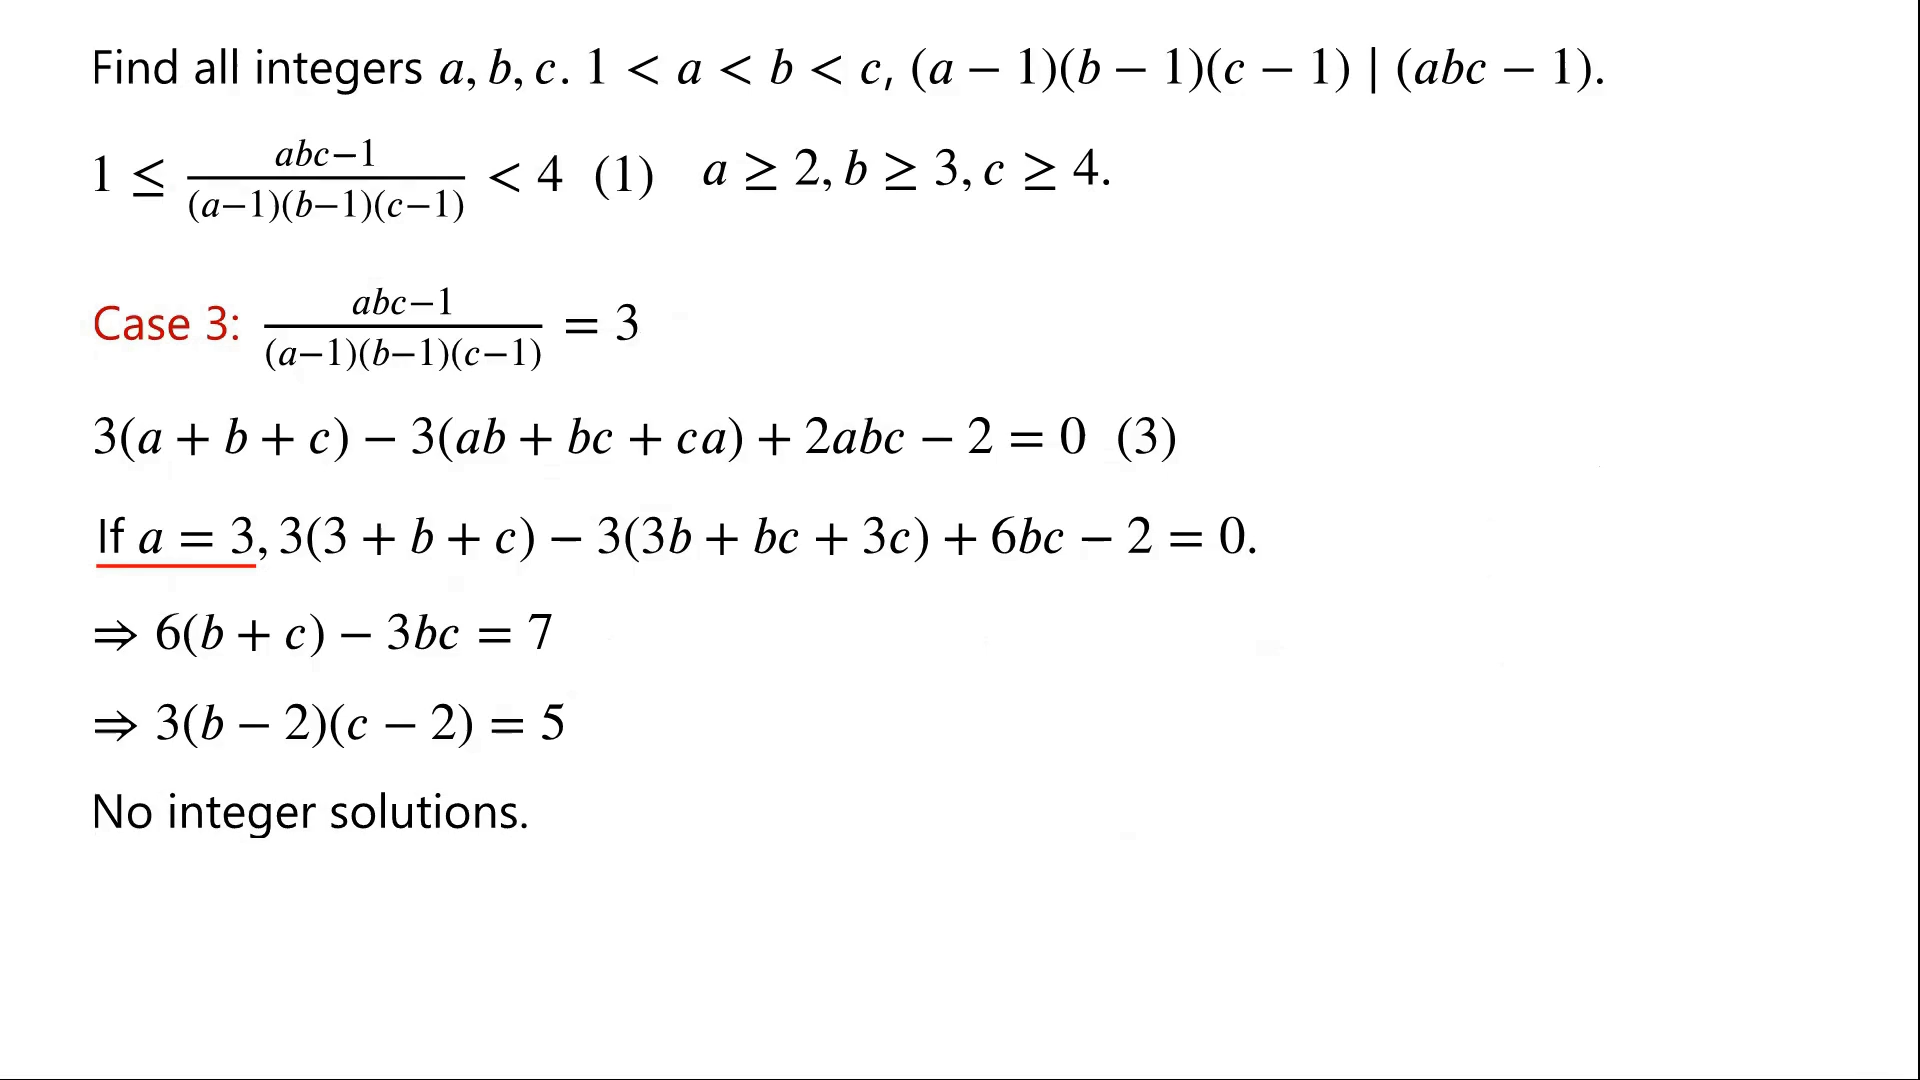 Find all integers a, b, c. 1 < a < b < c, (a − 1)(b − 1)(c − 1) | (abc − 1).
1 ≤ \frac{abc−1}{(a−1)(b−1)(c−1)} < 4 (1) a ≥ 2, b ≥ 3, c ≥ 4.
Case 3: \frac{abc−1}{(a−1)(b−1)(c−1)} = 3
3(a + b + c) − 3(ab + bc + ca) + 2abc − 2 = 0 (3)
If a = 3, 3(3 + b + c) − 3(3b + bc + 3c) + 6bc − 2 = 0.
⇒ 6(b + c) − 3bc = 7
⇒ 3(b − 2)(c − 2) = 5
No integer solutions.